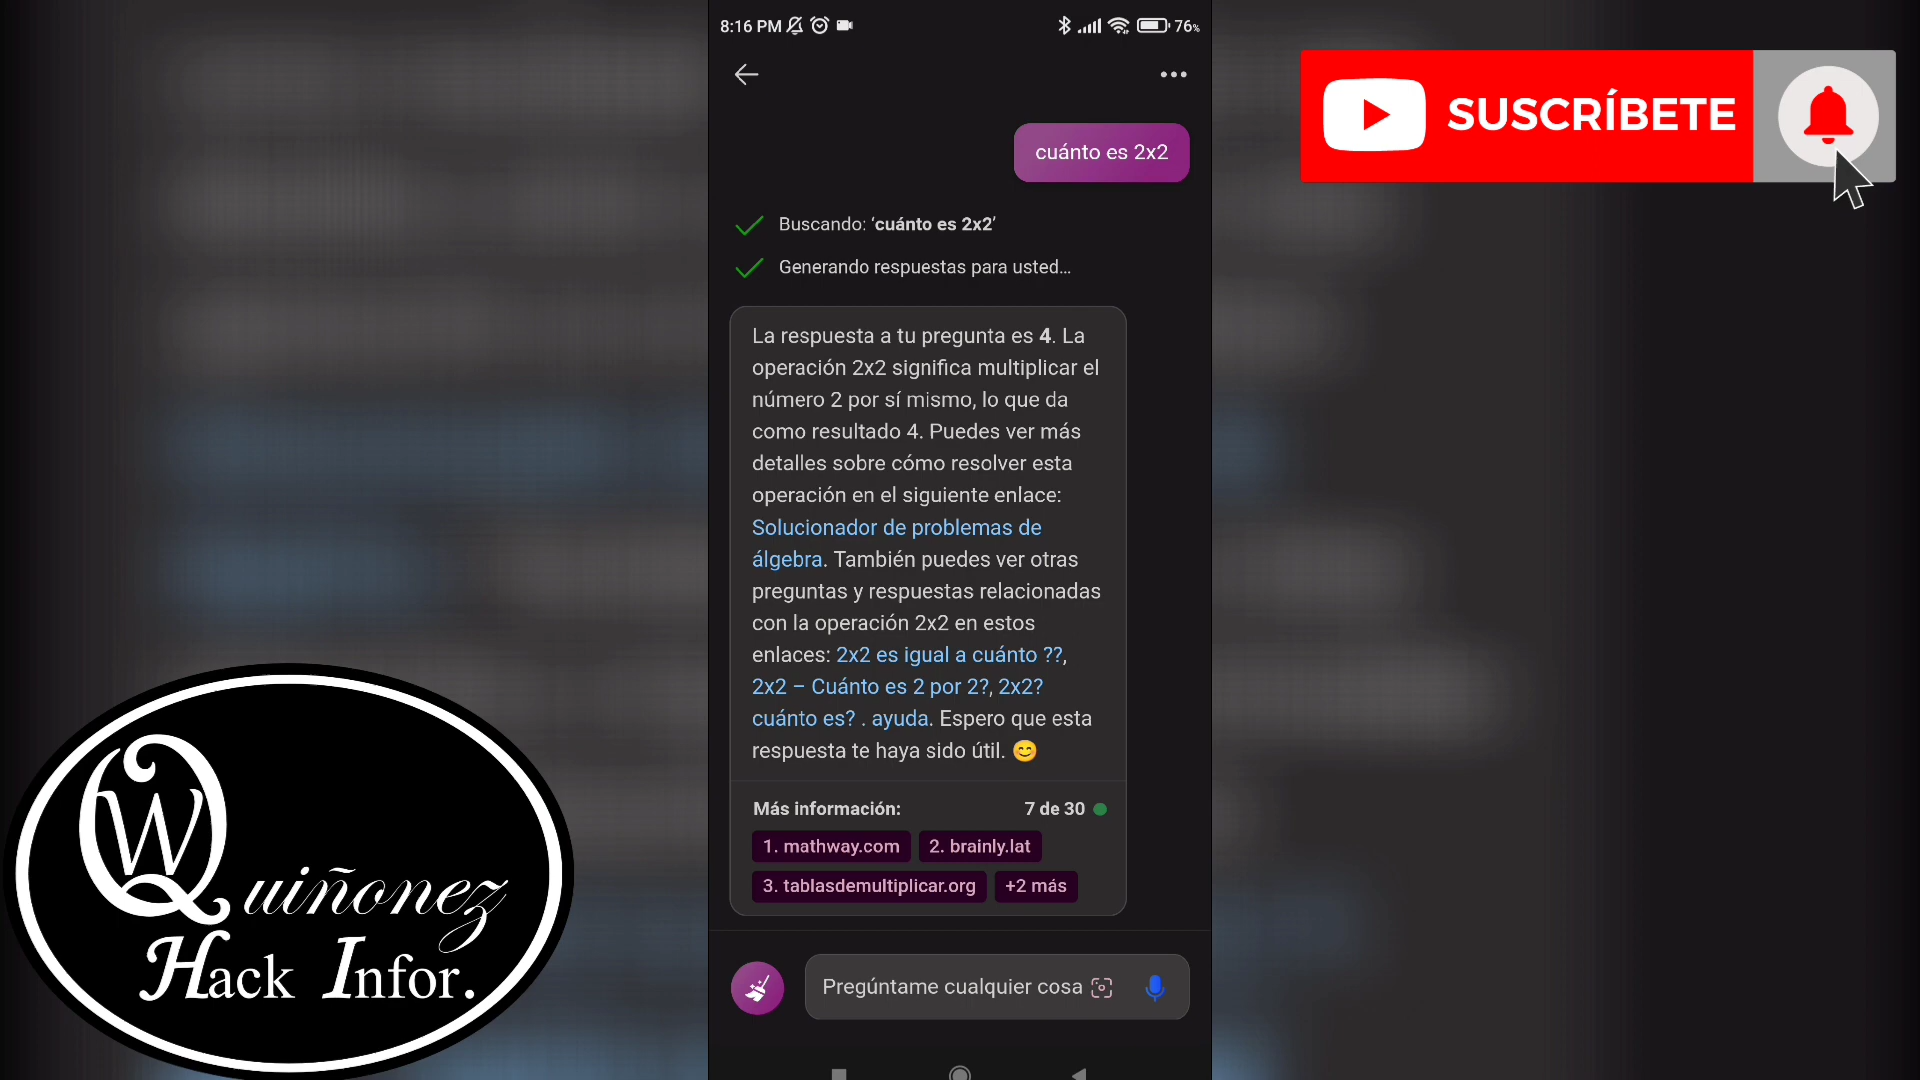 8:16 PM
76%
SUSCRÍBETE
cuánto es 2x2
Buscando: ‘cuánto es 2x2’
Generando respuestas para usted...
La respuesta a tu pregunta es 4. La
operación 2x2 significa multiplicar el
número 2 por sí mismo, lo que da
como resultado 4. Puedes ver más
detalles sobre cómo resolver esta
operación en el siguiente enlace:
Solucionador de problemas de
álgebra. También puedes ver otras
preguntas y respuestas relacionadas
con la operación 2x2 en estos
enlaces: 2x2 es igual a cuánto ??,
2x2 – Cuánto es 2 por 2?, 2x2?
cuánto es? . ayuda. Espero que esta
respuesta te haya sido útil. 😊
Más información: 7 de 30
1. mathway.com 2. brainly.lat
3. tablasdemultiplicar.org +2 más
Pregúntame cualquier cosa
W
Quiñonez
Hack Infor.